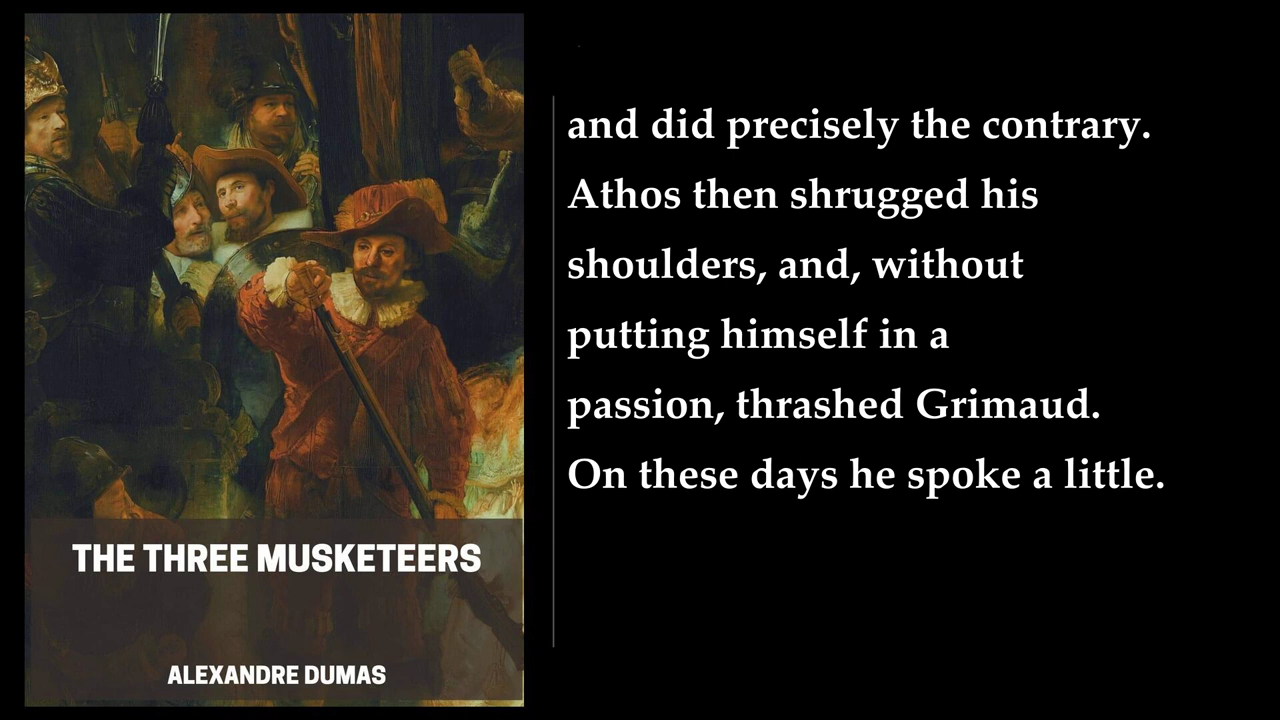 and did precisely the contrary.
Athos then shrugged his
shoulders, and, without
putting himself in a
passion, thrashed Grimaud.
On these days he spoke a little.
THE THREE MUSKETEERS
ALEXANDRE DUMAS